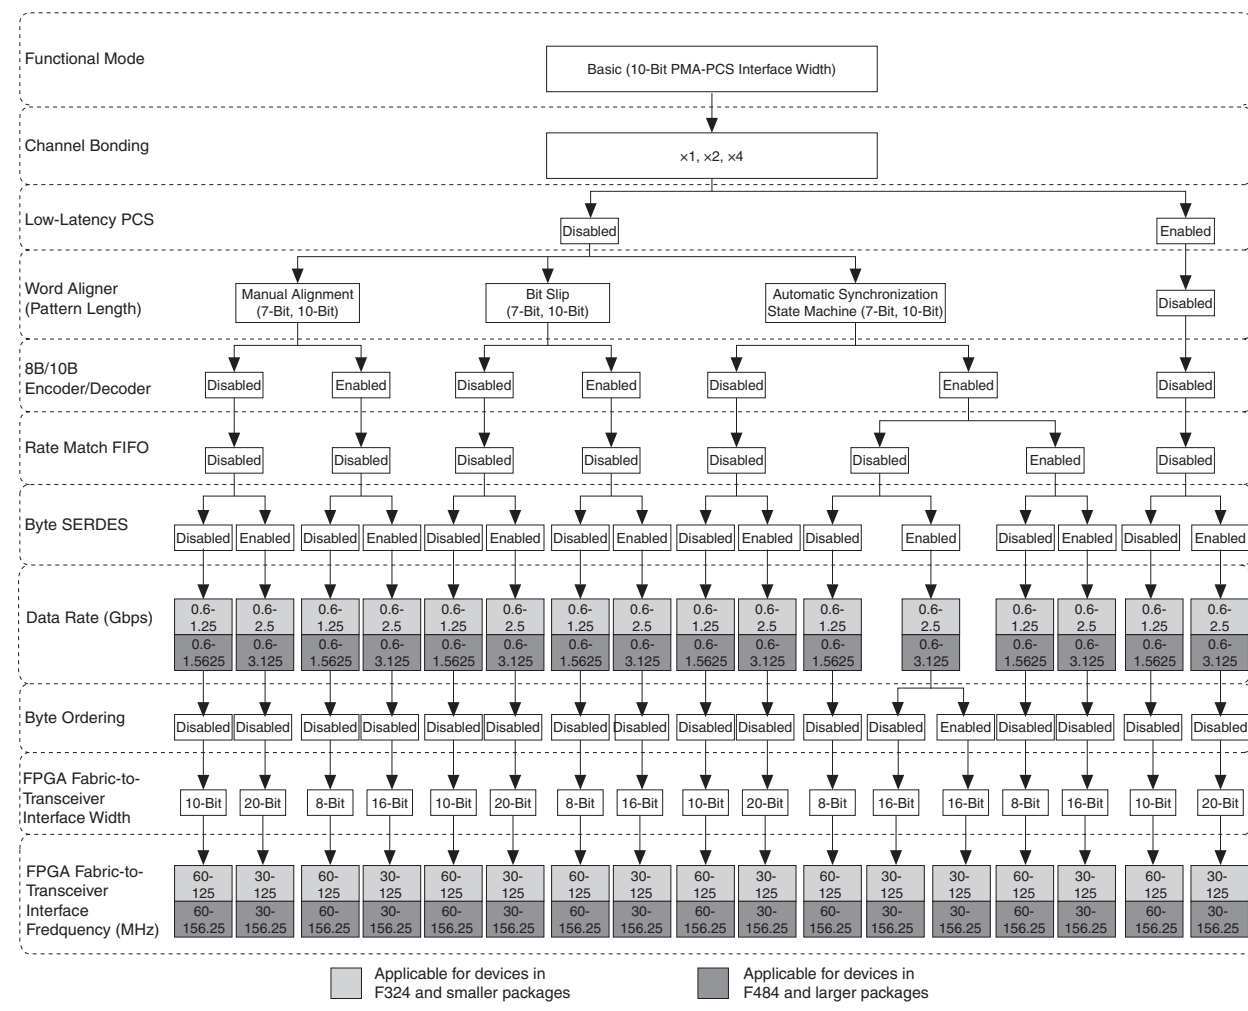 Functional Mode
Basic (10-Bit PMA-PCS Interface Width)
Channel Bonding
×1, ×2, ×4
Low-Latency PCS
Disabled
Enabled
Word Aligner
(Pattern Length)
Manual Alignment
(7-Bit, 10-Bit)
Bit Slip
(7-Bit, 10-Bit)
Automatic Synchronization
State Machine (7-Bit, 10-Bit)
Disabled
8B/10B
Encoder/Decoder
Disabled
Enabled
Disabled
Enabled
Disabled
Enabled
Disabled
Rate Match FIFO
Disabled
Disabled
Disabled
Disabled
Disabled
Disabled
Enabled
Disabled
Byte SERDES
Disabled
Enabled
Disabled
Enabled
Disabled
Enabled
Disabled
Enabled
Disabled
Enabled
Disabled
Enabled
Disabled
Enabled
Disabled
Enabled
Data Rate (Gbps)
0.6-
1.25
0.6-
2.5
0.6-
1.25
0.6-
2.5
0.6-
1.25
0.6-
2.5
0.6-
1.25
0.6-
2.5
0.6-
1.25
0.6-
2.5
0.6-
1.25
0.6-
2.5
0.6-
1.25
0.6-
2.5
0.6-
1.25
0.6-
2.5
0.6-
1.5625
0.6-
3.125
0.6-
1.5625
0.6-
3.125
0.6-
1.5625
0.6-
3.125
0.6-
1.5625
0.6-
3.125
0.6-
1.5625
0.6-
3.125
0.6-
1.5625
0.6-
3.125
0.6-
1.5625
0.6-
3.125
0.6-
1.5625
0.6-
3.125
Byte Ordering
Disabled
Disabled
Disabled
Disabled
Disabled
Disabled
Disabled
Disabled
Disabled
Disabled
Disabled
Disabled
Enabled
Disabled
Disabled
Disabled
Disabled
FPGA Fabric-to-
Transceiver
Interface Width
10-Bit
20-Bit
8-Bit
16-Bit
10-Bit
20-Bit
8-Bit
16-Bit
10-Bit
20-Bit
8-Bit
16-Bit
16-Bit
8-Bit
16-Bit
10-Bit
20-Bit
FPGA Fabric-to-
Transceiver
Interface
Fredquency (MHz)
60-
125
30-
125
60-
125
30-
125
60-
125
30-
125
60-
125
30-
125
60-
125
30-
125
60-
125
30-
125
30-
125
60-
125
30-
125
60-
125
30-
125
60-
156.25
30-
156.25
60-
156.25
30-
156.25
60-
156.25
30-
156.25
60-
156.25
30-
156.25
60-
156.25
30-
156.25
60-
156.25
30-
156.25
30-
156.25
60-
156.25
30-
156.25
60-
156.25
30-
156.25
Applicable for devices in
F324 and smaller packages
Applicable for devices in
F484 and larger packages